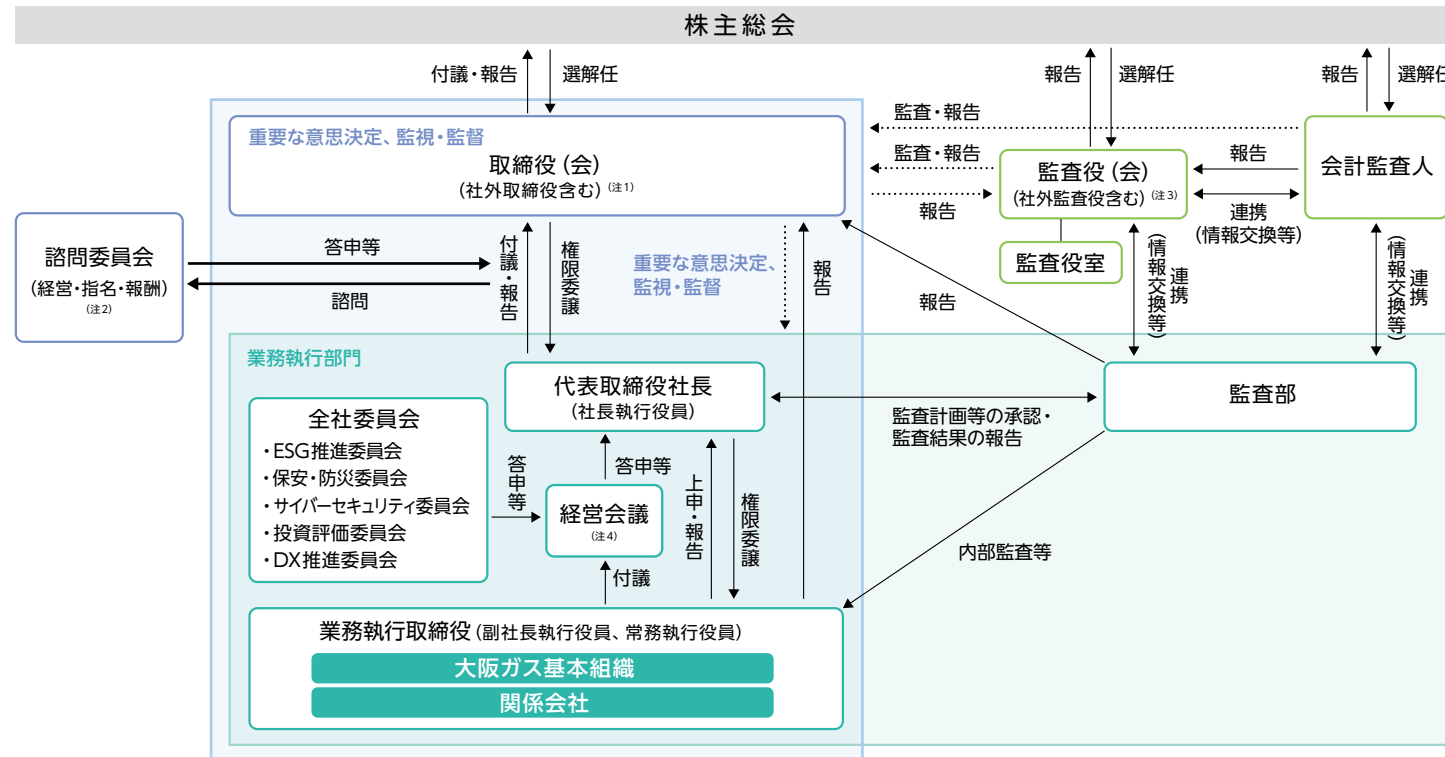 株主総会
付議・報告
選解任
報告
選解任
報告
選解任
重要な意思決定、監視・監督
取締役(会)
(社外取締役含む)(注1)
監査・報告
監査・報告
報告
監査役(会)
(社外監査役含む)(注3)
監査役室
報告
連携
(情報交換等)
会計監査人
諮問委員会
(経営・指名・報酬)
(注2)
答申等
諮問
付議・報告
権限委譲
重要な意思決定、
監視・監督
報告
報告
連携
(情報交換等)
連携
(情報交換等)
業務執行部門
代表取締役社長
(社長執行役員)
監査計画等の承認・
監査結果の報告
監査部
全社委員会
・ESG推進委員会
・保安・防災委員会
・サイバーセキュリティ委員会
・投資評価委員会
・DX推進委員会
答申等
答申等
経営会議
(注4)
付議
上申・報告
権限委譲
内部監査等
業務執行取締役(副社長執行役員、常務執行役員)
大阪ガス基本組織
関係会社